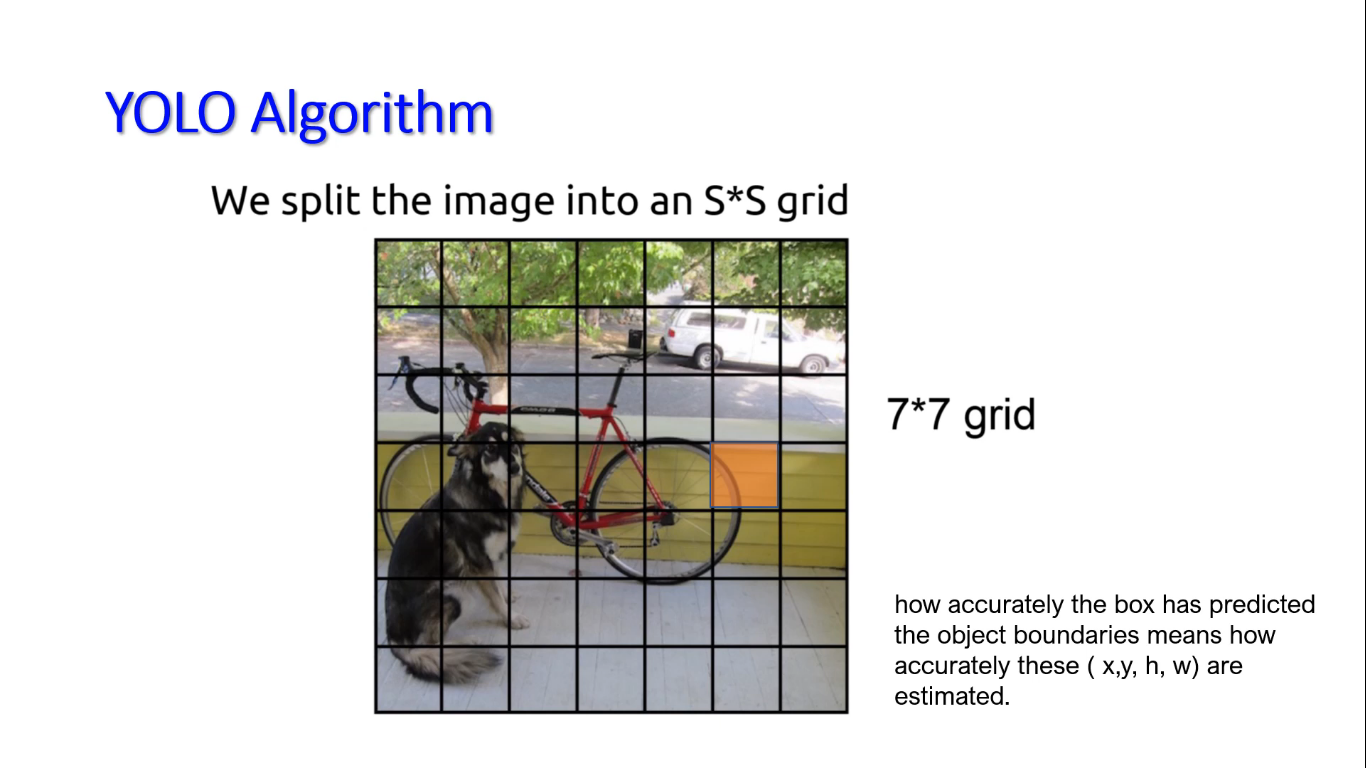 YOLO Algorithm
We split the image into an S*S grid
7*7 grid
how accurately the box has predicted
the object boundaries means how
accurately these ( x,y, h, w) are
estimated.